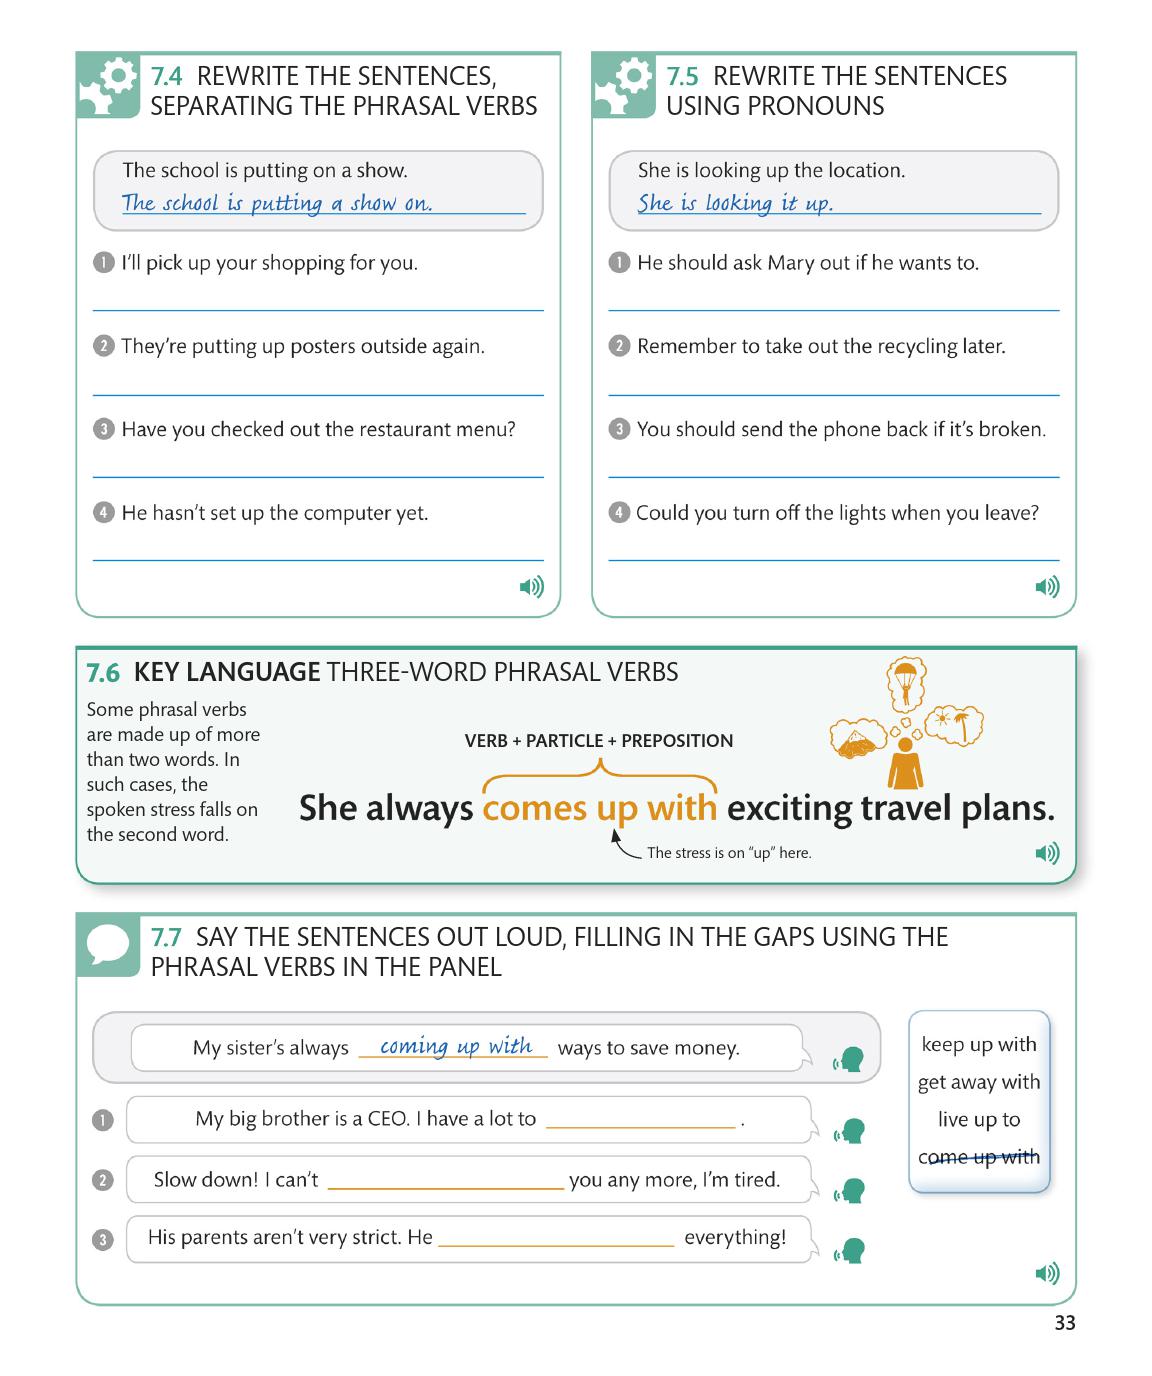 7.4 REWRITE THE SENTENCES,
SEPARATING THE PHRASAL VERBS
The school is putting on a show.
The school is putting a show on.
1 I'll pick up your shopping for you.
2 They're putting up posters outside again.
3 Have you checked out the restaurant menu?
4 He hasn't set up the computer yet.
7.5 REWRITE THE SENTENCES
USING PRONOUNS
She is looking up the location.
She is looking it up.
1 He should ask Mary out if he wants to.
2 Remember to take out the recycling later.
3 You should send the phone back if it's broken.
4 Could you turn off the lights when you leave?
7.6 KEY LANGUAGE THREE-WORD PHRASAL VERBS
Some phrasal verbs
are made up of more
than two words. In
such cases, the
spoken stress falls on
the second word.
VERB + PARTICLE + PREPOSITION
She always comes up with exciting travel plans.
The stress is on “up” here.
7.7 SAY THE SENTENCES OUT LOUD, FILLING IN THE GAPS USING THE
PHRASAL VERBS IN THE PANEL
My sister's always coming up with ways to save money.
1 My big brother is a CEO. I have a lot to .
2 Slow down! I can't you any more, I'm tired.
3 His parents aren't very strict. He everything!
keep up with
get away with
live up to
come up with
33